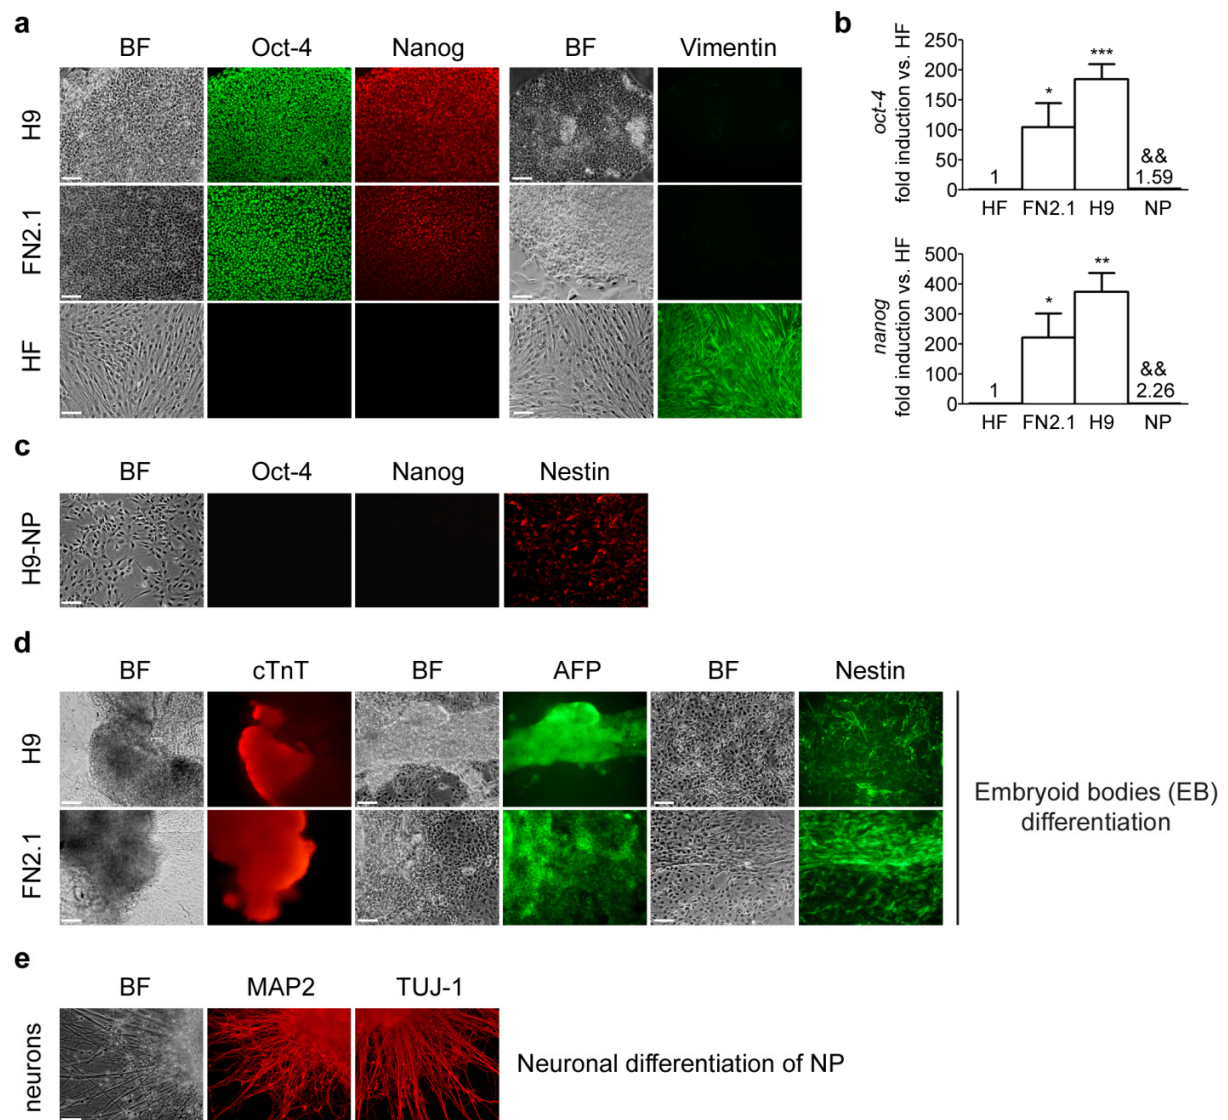 a
BF Oct-4 Nanog BF Vimentin
H9
FN2.1
HF
b
oct-4
fold induction vs. HF
250
200
150
100
50
0
*
***
&&
1 1.59
HF FN2.1 H9 NP
nanog
fold induction vs. HF
500
400
300
200
100
0
*
**
&&
1 2.26
HF FN2.1 H9 NP
c
BF Oct-4 Nanog Nestin
H9-NP
d
BF cTnT BF AFP BF Nestin
H9
FN2.1
Embryoid bodies (EB)
differentiation
e
BF MAP2 TUJ-1
neurons
Neuronal differentiation of NP